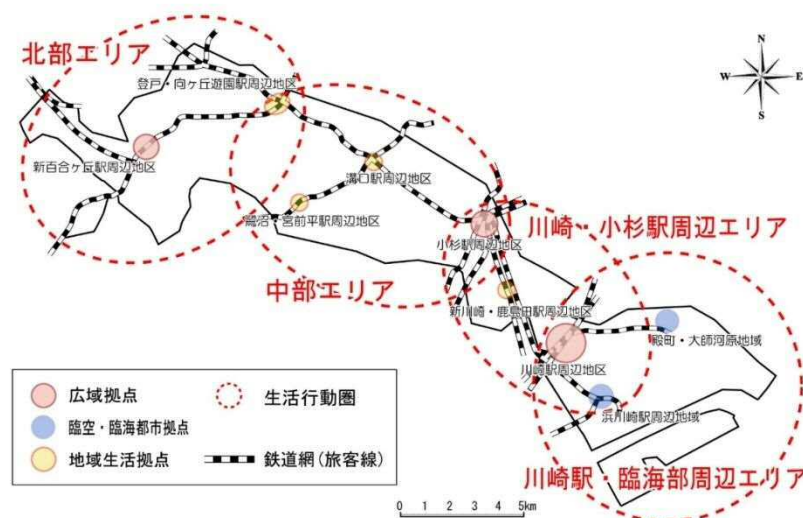 北部エリア
登戸・向ヶ丘遊園駅周辺地区
新百合ヶ丘駅周辺地区
溝口駅周辺地区
鷺沼・宮前平駅周辺地区
中部エリア
小杉駅周辺地区
川崎・小杉駅周辺エリア
新川崎・鹿島田駅周辺地区
殿町・大師河原地域
川崎駅周辺地区
浜川崎駅周辺地域
川崎駅・臨海部周辺エリア
N
W
E
S
広域拠点
生活行動圏
臨空・臨海都市拠点
地域生活拠点
鉄道網(旅客線)
0 1 2 3 4 5km